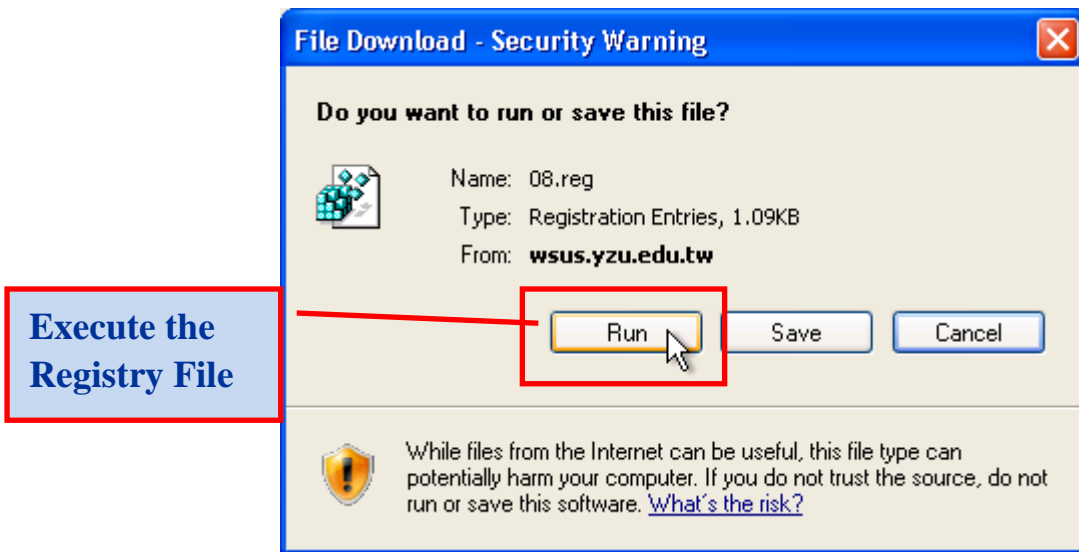 File Download - Security Warning
Do you want to run or save this file?
Name: 08.reg
Type: Registration Entries, 1.09KB
From: wsus.yzu.edu.tw
Execute the
Registry File
Run
Save
Cancel
While files from the Internet can be useful, this file type can
potentially harm your computer. If you do not trust the source, do not
run or save this software. What's the risk?